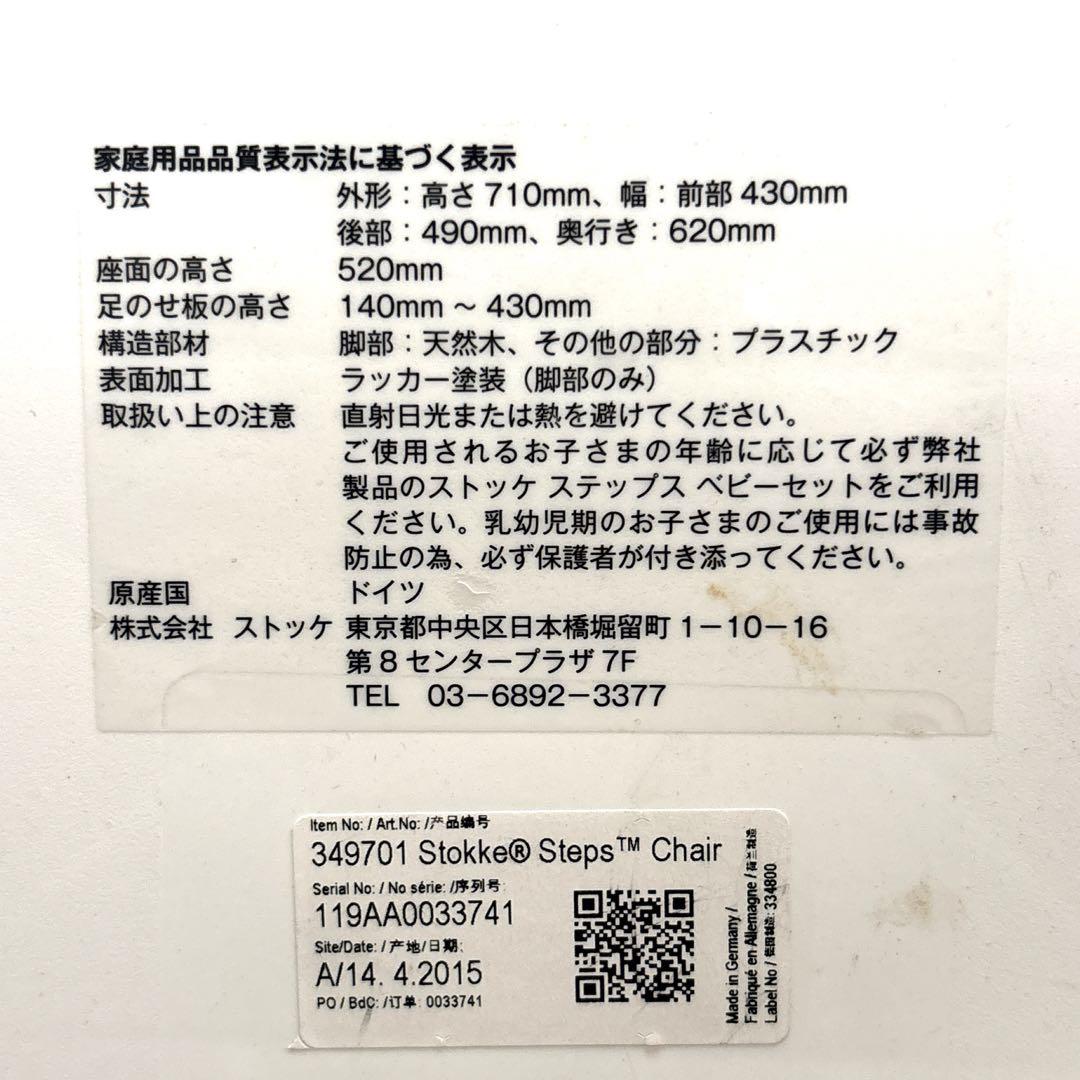 家庭用品品質表示法に基づく表示
寸法 外形：高さ 710mm、幅：前部 430mm
後部：490mm、奥行き：620mm
座面の高さ 520mm
足のせ板の高さ 140mm ～ 430mm
構造部材 脚部：天然木、その他の部分：プラスチック
表面加工 ラッカー塗装（脚部のみ）
取扱い上の注意 直射日光または熱を避けてください。
ご使用されるお子さまの年齢に応じて必ず弊社
製品のストッケ ステップス ベビーセットをご利用
ください。乳幼児期のお子さまのご使用には事故
防止の為、必ず保護者が付き添ってください。
原産国 ドイツ
株式会社 ストッケ 東京都中央区日本橋堀留町 1－10－16
第 8 センタープラザ 7F
TEL 03－6892－3377
Item No: / Art.No: /产品编号
349701 Stokke® Steps™ Chair
Serial No: / No série: /序列号:
119AA0033741
Site/Date: / 产地/日期:
A/14. 4.2015
PO / BdC: /订单: 0033741
Made in Germany /
Fabriqué en Allemagne /
Label No / 334800